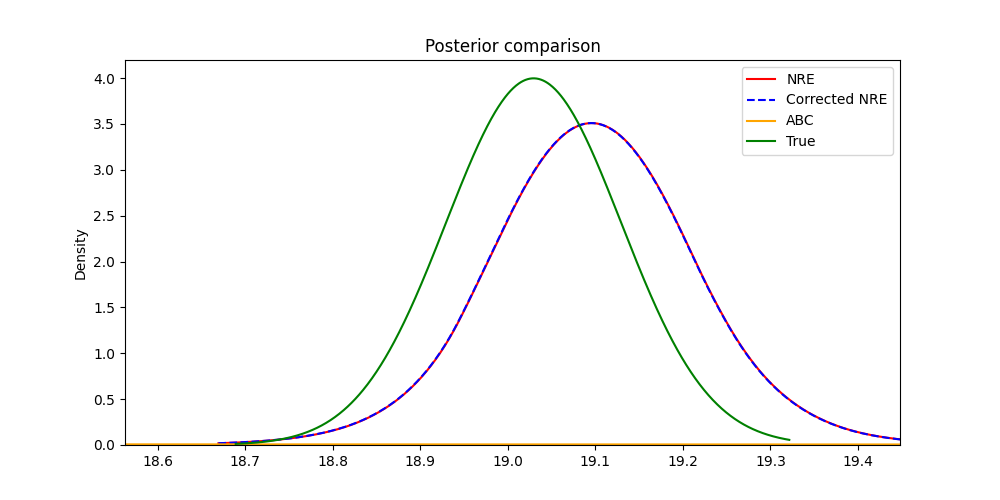 Posterior comparison
NRE
Corrected NRE
ABC
True
Density
4.0
3.5
3.0
2.5
2.0
1.5
1.0
0.5
0.0
18.6 18.7 18.8 18.9 19.0 19.1 19.2 19.3 19.4